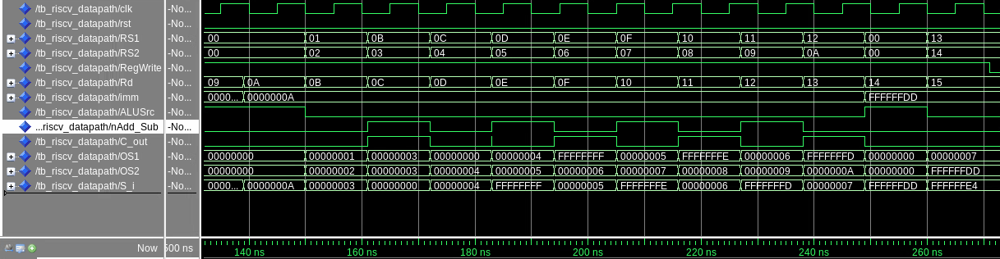 /tb_riscv_datapath/clk -No...
/tb_riscv_datapath/rst -No...
/tb_riscv_datapath/RS1 -No... 00 01 0B 0C 0D 0E 0F 10 11 12 00 13
/tb_riscv_datapath/RS2 -No... 00 02 03 04 05 06 07 08 09 0A 00 14
/tb_riscv_datapath/RegWrite -No...
/tb_riscv_datapath/Rd -No... 09 0A 0B 0C 0D 0E 0F 10 11 12 13 14 15
/tb_riscv_datapath/imm -No... 0000... 0000000A FFFFFFDD
/tb_riscv_datapath/ALUSrc -No...
...riscv_datapath/nAdd_Sub -No...
/tb_riscv_datapath/C_out -No...
/tb_riscv_datapath/OS1 -No... 00000000 00000001 00000003 00000000 00000004 FFFFFFFF 00000005 FFFFFFFE 00000006 FFFFFFFD 00000000 00000007
/tb_riscv_datapath/OS2 -No... 00000000 00000002 00000003 00000004 00000005 00000006 00000007 00000008 00000009 0000000A 00000000 FFFFFFDD
/tb_riscv_datapath/S_i -No... 0000... 0000000A 00000003 00000000 00000004 FFFFFFFF 00000005 FFFFFFFE 00000006 FFFFFFFD 00000007 FFFFFFDD FFFFFFE4
Now 500 ns 140 ns 160 ns 180 ns 200 ns 220 ns 240 ns 260 ns